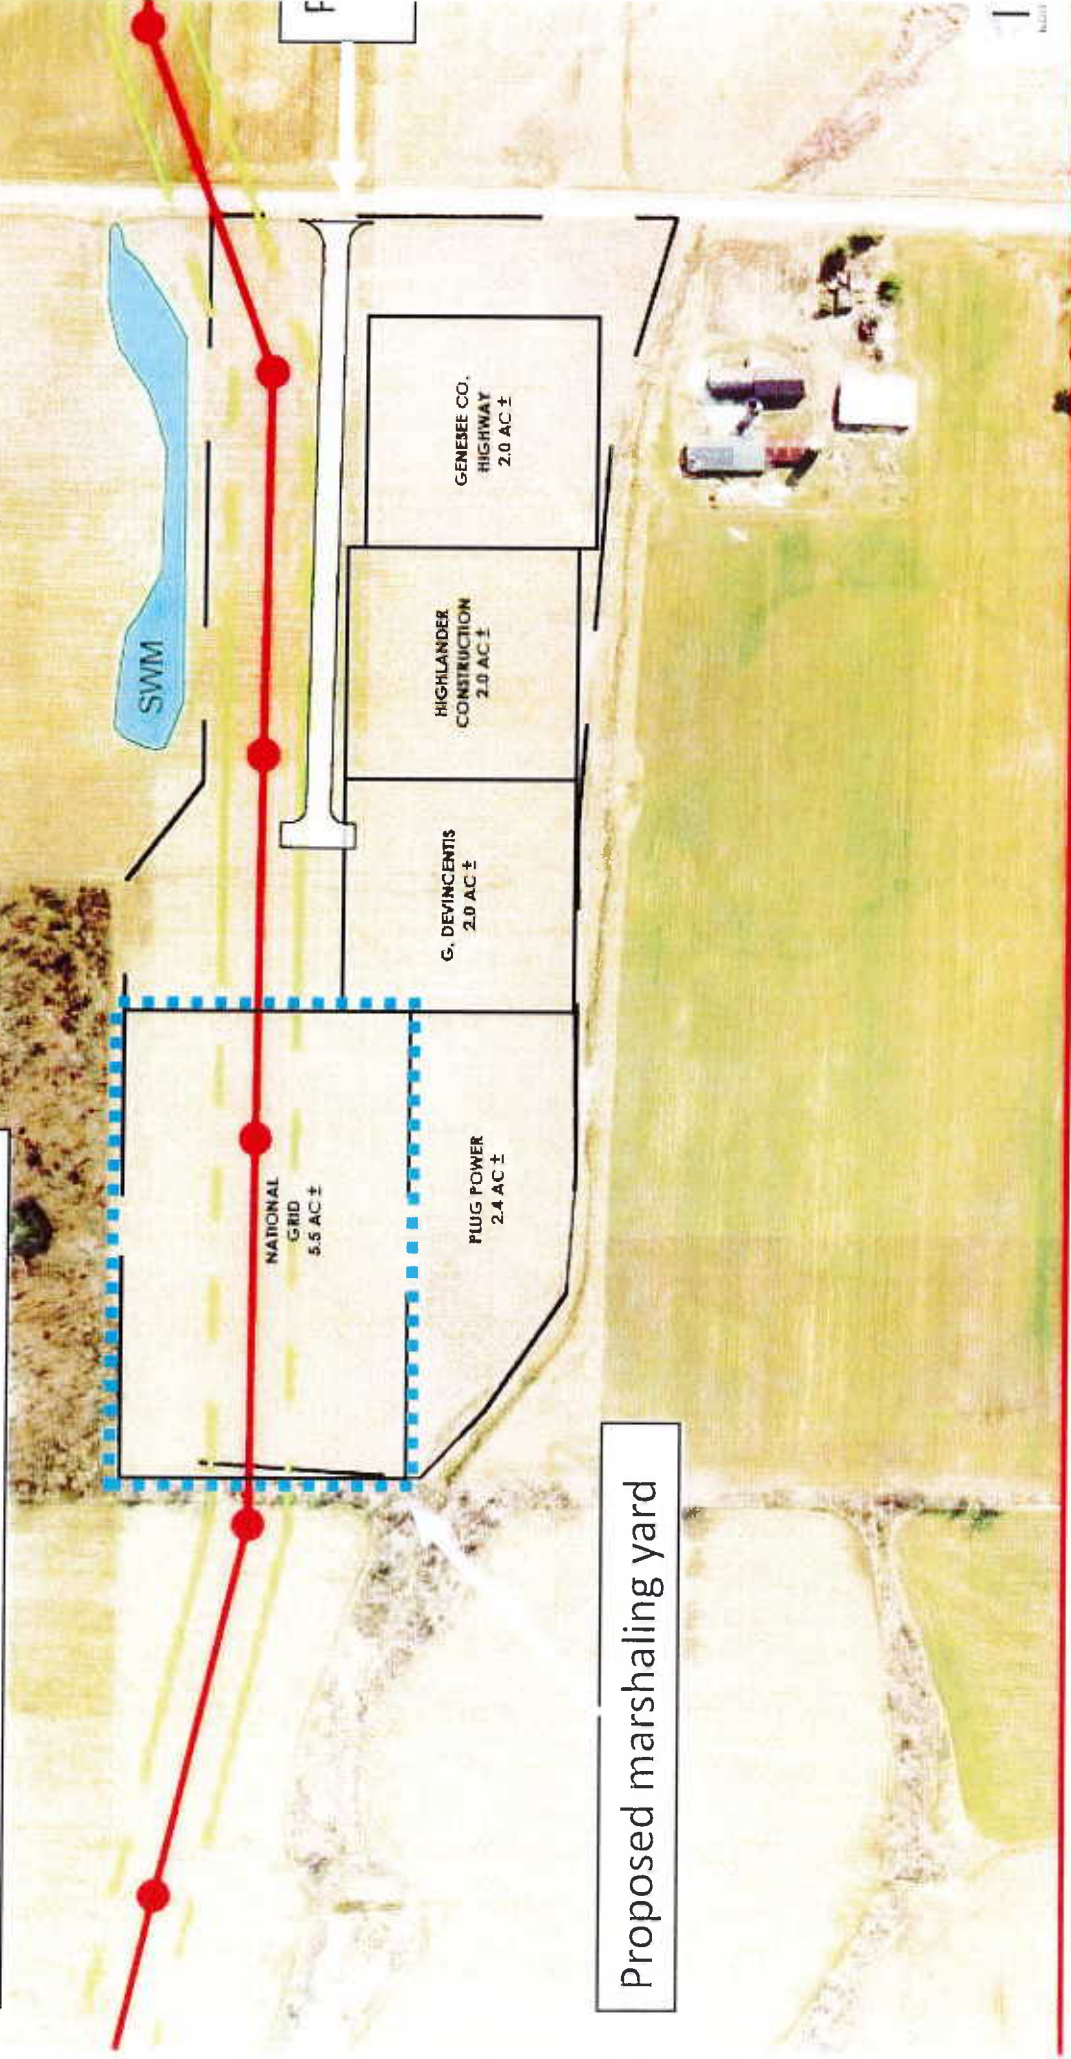 SWM
GENESEE CO.
HIGHWAY
2.0 AC ±
HIGHLANDER
CONSTRUCTION
2.0 AC ±
G. DEVINCENTIS
2.0 AC ±
NATIONAL
GRID
5.5 AC ±
PLUG POWER
2.4 AC ±
Proposed marshaling yard